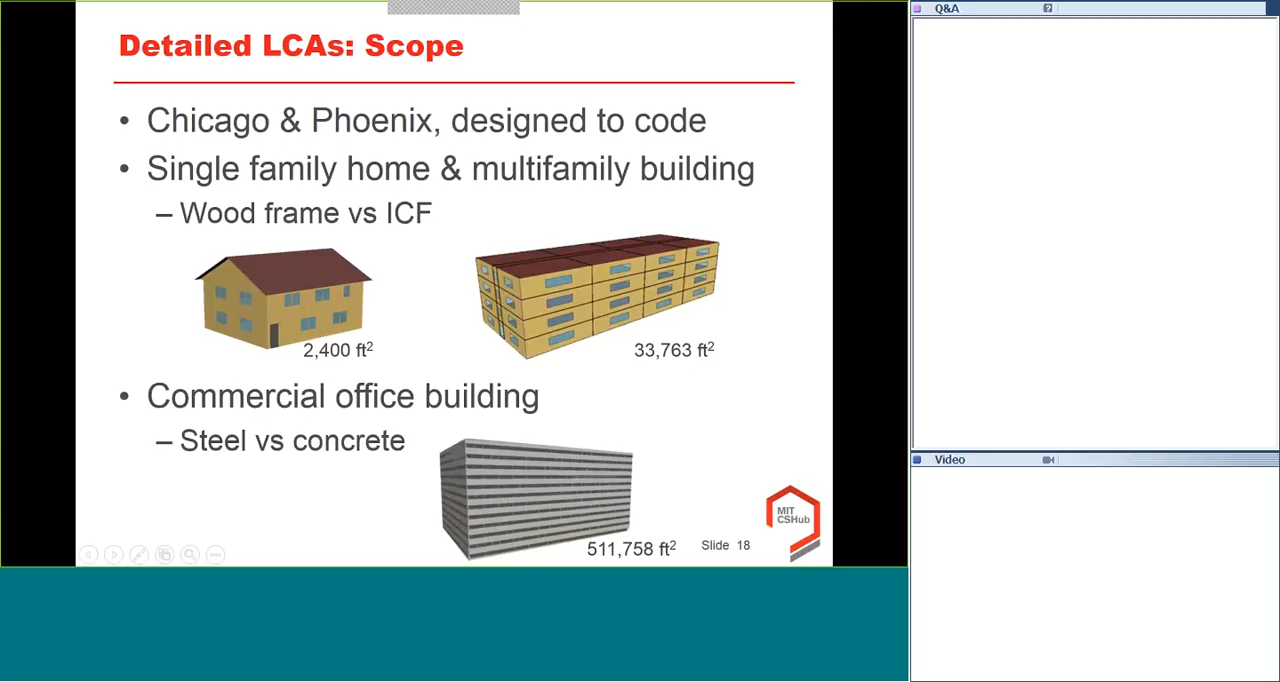 Detailed LCAs: Scope
• Chicago & Phoenix, designed to code
• Single family home & multifamily building
– Wood frame vs ICF
2,400 ft²
33,763 ft²
• Commercial office building
– Steel vs concrete
511,758 ft²
Slide 18
MIT
CSHub
Q&A
?
Video